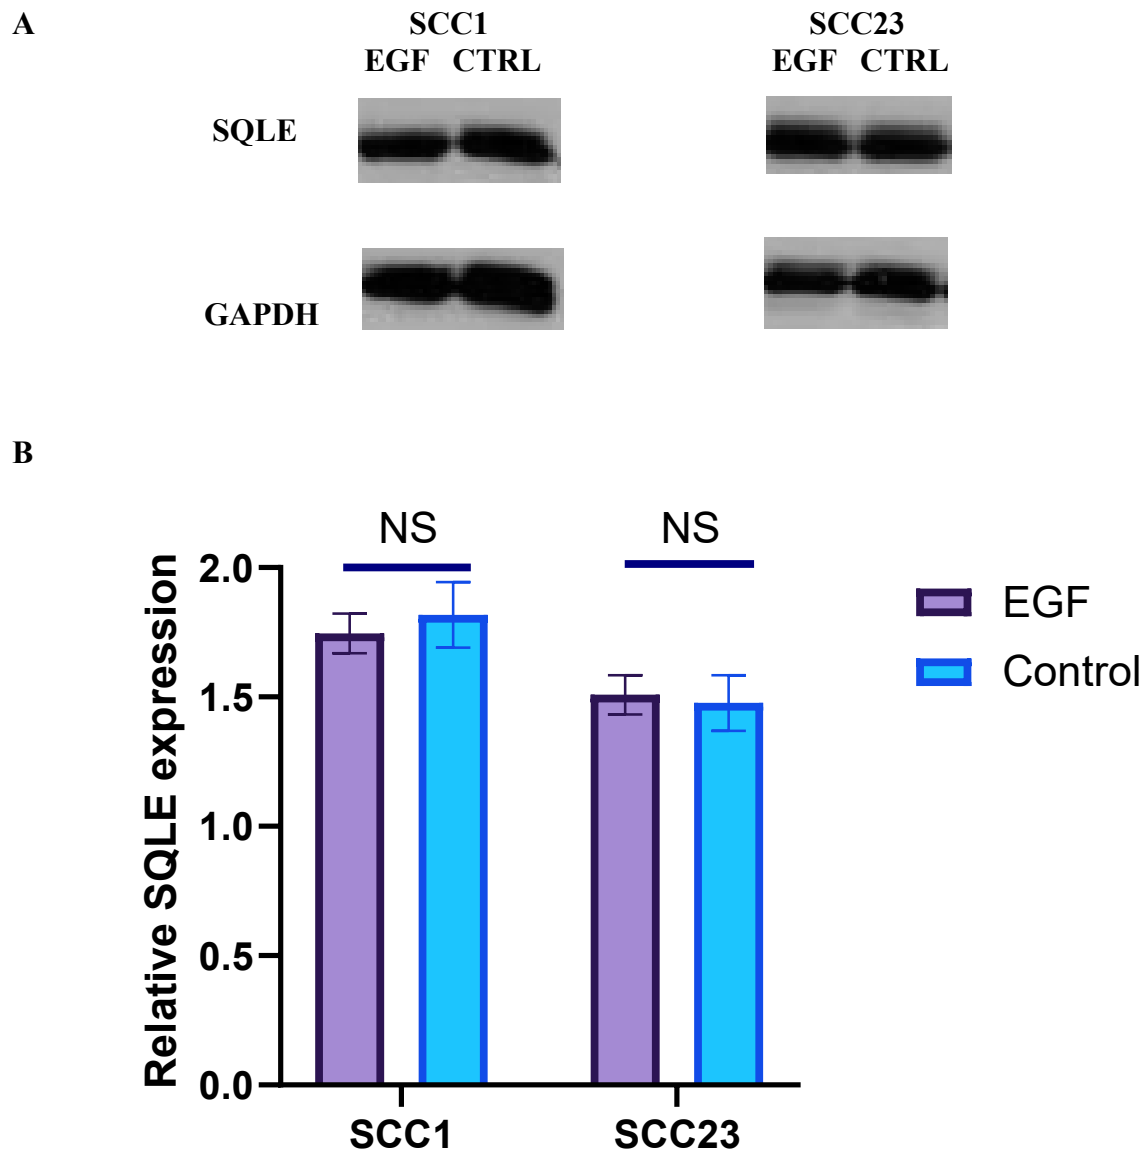 A
SCC1 SCC23
EGF CTRL EGF CTRL
SQLE
GAPDH
B
NS NS
Relative SQLE expression
2.0
1.5
1.0
0.5
0.0
SCC1 SCC23
EGF
Control